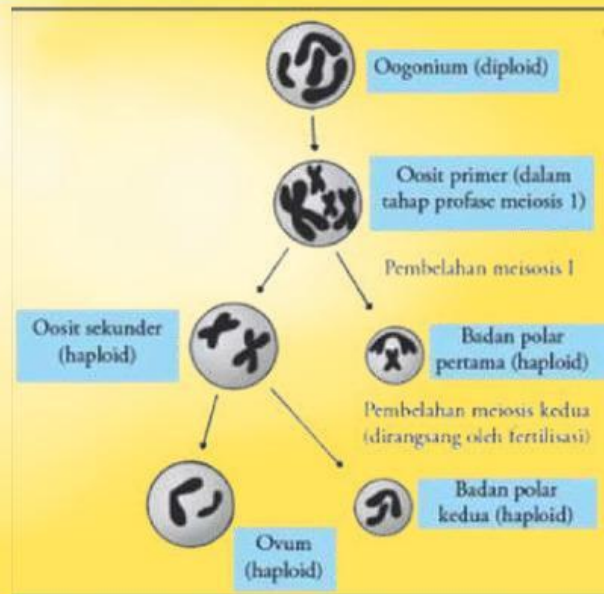 Oogonium (diploid)
Oosit primer (dalam
tahap profase meiosis 1)
Pembelahan meisosis I
Oosit sekunder
(haploid)
Badan polar
pertama (haploid)
Pembelahan meiosis kedua
(dirangsang oleh fertilisasi)
Ovum
(haploid)
Badan polar
kedua (haploid)